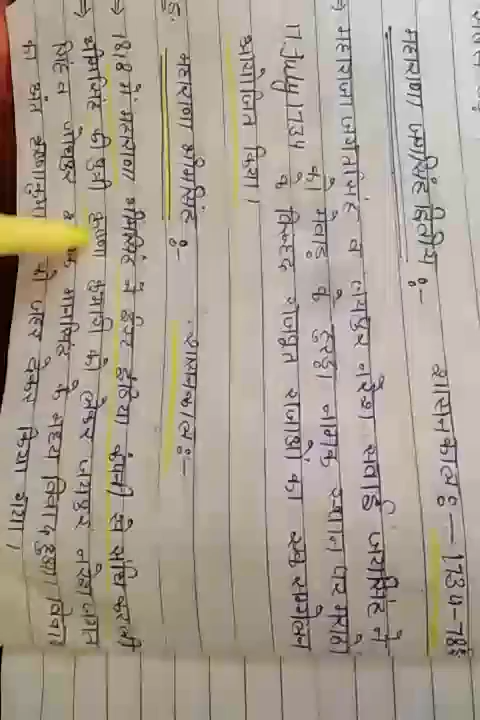 महाराणा जगतसिंह द्वितीय :- शासनकाल :- 1734-78ई
⇒ महाराजा जगतसिंह व जयपुर नरेश सवाई जयसिंह ने
17 July 1734 को मेवाड़ के हुरड़ा नामक स्थान पर मराठो
के विरुद्ध राजपूत राजाओं का एक सम्मेलन
आयोजित किया।
महाराणा भीमसिंह :- शासनकाल :-
⇒ 1818 में महाराणा भीमसिंह ने ईस्ट इंडिया कंपनी से संधि करली
⇒ भीमसिंह की पुत्री कृष्णा कुमारी को लेकर जयपुर नरेश जगत
सिंह व जोधपुर के मानसिंह के मध्य विवाद हुआ।
का अंत को जहर देकर किया गया।